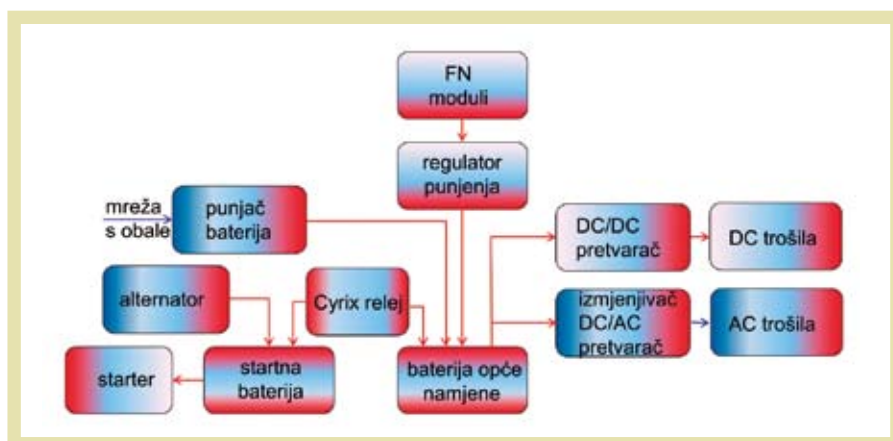 FN
moduli
regulator
punjenja
mreža
s obale
punjač
baterija
DC/DC
pretvarač
DC trošila
alternator
Cyrix relej
izmjenjivač
DC/AC
pretvarač
AC trošila
starter
startna
baterija
baterija opće
namjene